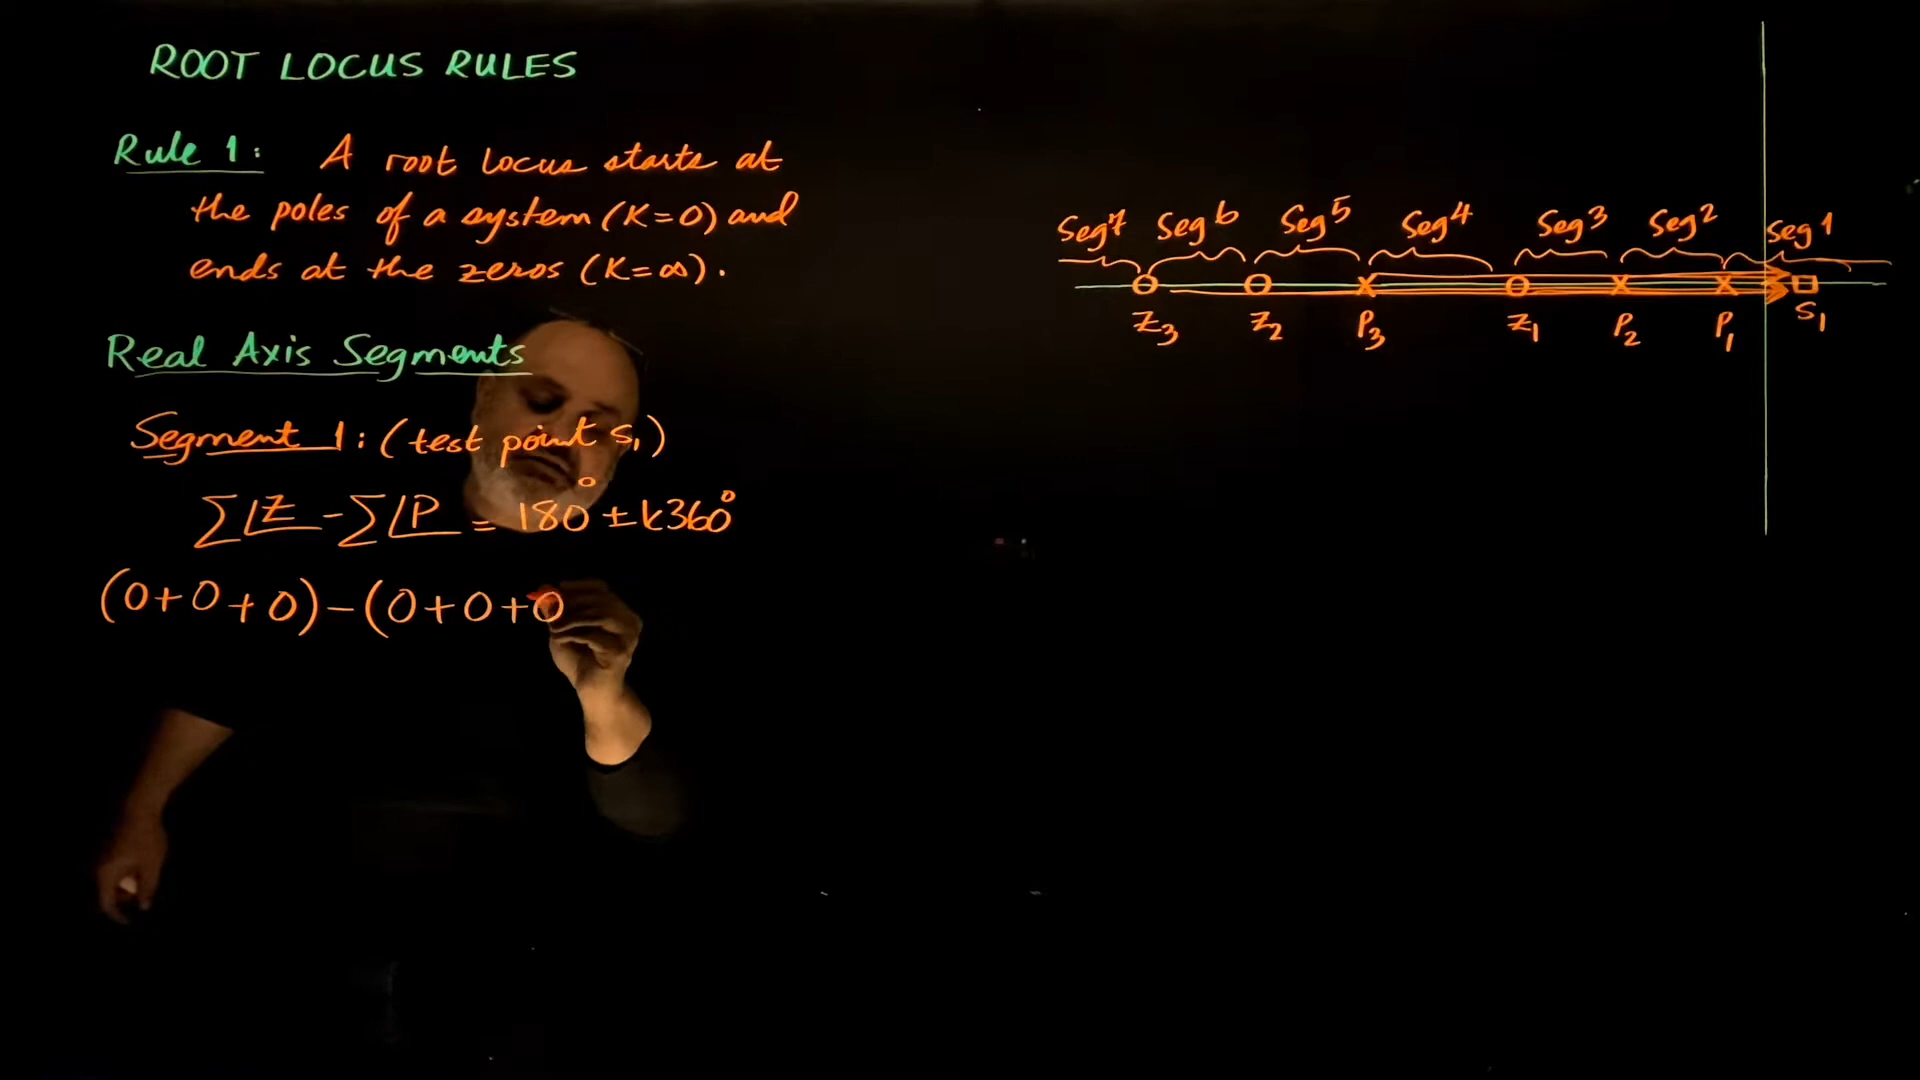 ROOT LOCUS RULES
Rule 1: A root locus starts at
the poles of a system (K=0) and
ends at the zeros (K=∞).
Real Axis Segments
Segment 1: (test point s₁)
∑∠Z - ∑∠P = 180° ± k360°
(0+0+0)-(0+0+0
Seg7 Seg6 Seg5 Seg4 Seg3 Seg2 Seg1
Z₃ Z₂ P₃ Z₁ P₂ P₁ S₁